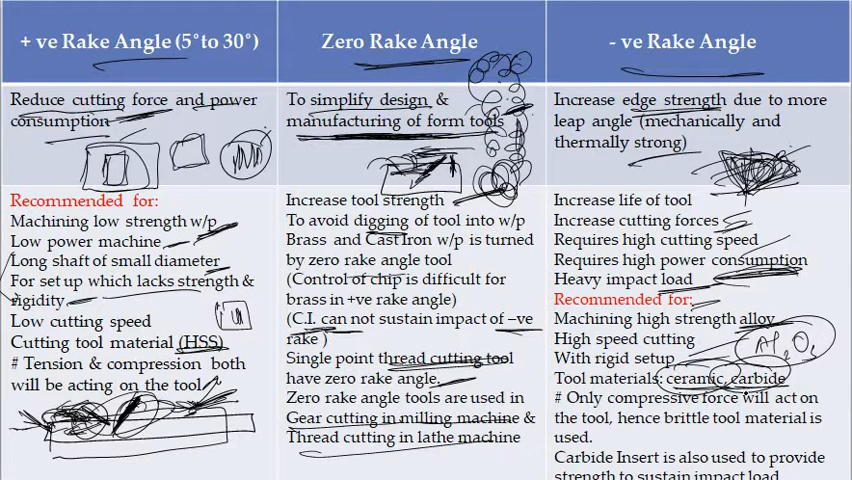 + ve Rake Angle (5˚to 30˚)
Reduce cutting force and power
consumption
Recommended for:
Machining low strength w/p
Low power machine
Long shaft of small diameter
For set up which lacks strength &
rigidity
Low cutting speed
Cutting tool material (HSS)
# Tension & compression both
will be acting on the tool
Zero Rake Angle
To simplify design &
manufacturing of form tools
Increase tool strength
To avoid digging of tool into w/p
Brass and Cast Iron w/p is turned
by zero rake angle tool
(Control of chip is difficult for
brass in +ve rake angle)
(C.I. can not sustain impact of –ve
rake )
Single point thread cutting tool
have zero rake angle.
Zero rake angle tools are used in
Gear cutting in milling machine &
Thread cutting in lathe machine
- ve Rake Angle
Increase edge strength due to more
leap angle (mechanically and
thermally strong)
Increase life of tool
Increase cutting forces
Requires high cutting speed
Requires high power consumption
Heavy impact load
Recommended for:
Machining high strength alloy
High speed cutting
With rigid setup
Al2O3
Tool materials: ceramic, carbide
# Only compressive force will act on
the tool, hence brittle tool material is
used.
Carbide Insert is also used to provide
strength to sustain impact load